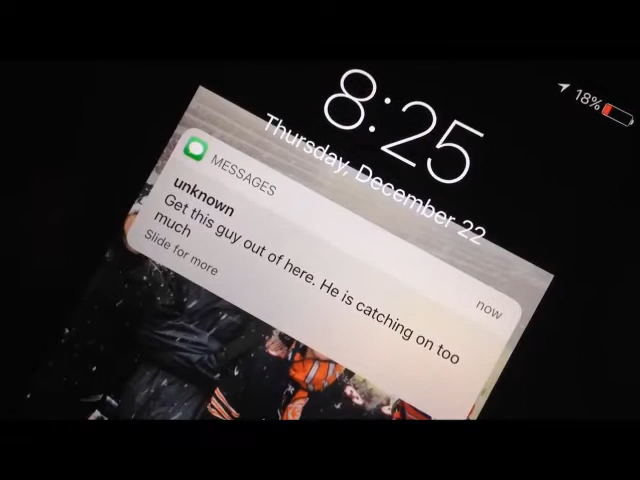 18%
8:25
Thursday, December 22
MESSAGES
now
unknown
Get this guy out of here. He is catching on too
much
Slide for more